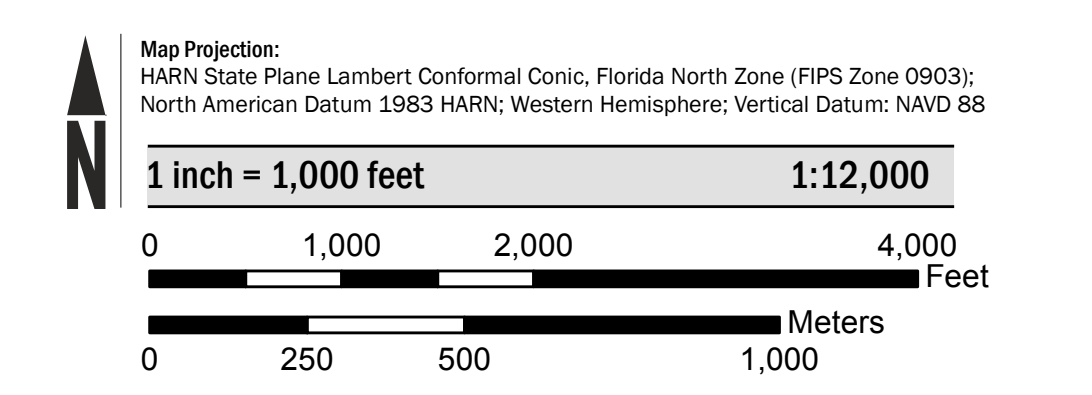 Map Projection:
HARN State Plane Lambert Conformal Conic, Florida North Zone (FIPS Zone 0903);
North American Datum 1983 HARN; Western Hemisphere; Vertical Datum: NAVD 88
N
1 inch = 1,000 feet 1:12,000
0 1,000 2,000 4,000
Feet
Meters
0 250 500 1,000